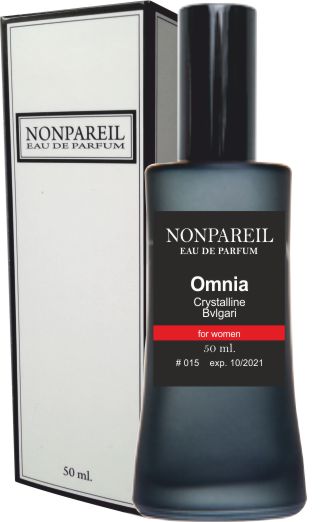 NONPAREIL
EAU DE PARFUM
50 ml.
NONPAREIL
EAU DE PARFUM
Omnia
Crystalline
Bvlgari
for women
50 ml.
# 015 exp. 10/2021